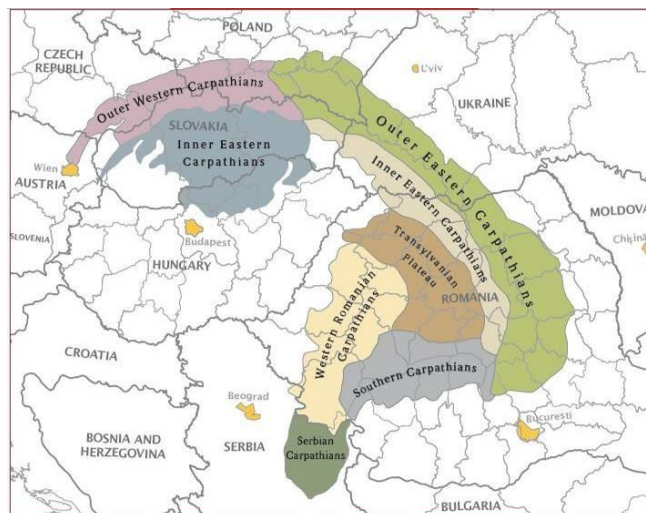 POLAND
CZECH
REPUBLIC
L'viv
Outer Western Carpathians
UKRAINE
SLOVAKIA
Inner Eastern
Carpathians
Outer Eastern Carpathians
Wien
AUSTRIA
Inner Eastern Carpathians
MOLDOVA
SLOVENIA
Budapest
Transylvanian
Plateau
Chişină
HUNGARY
ROMANIA
Western Romanian
Carpathians
CROATIA
Southern Carpathians
Beograd
Bucuresti
BOSNIA AND
HERZEGOVINA
SERBIA
Serbian
Carpathians
BULGARIA